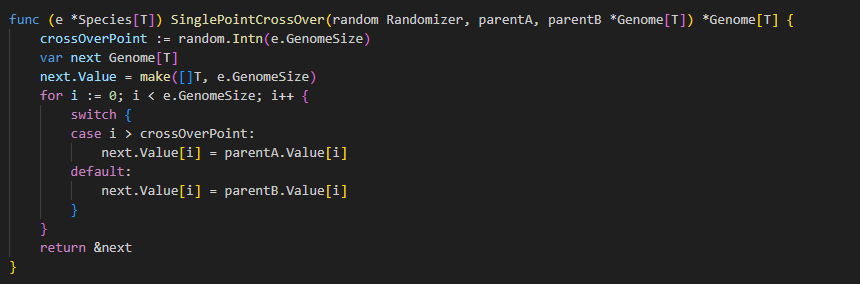 func (e *Species[T]) SinglePointCrossOver(random Randomizer, parentA, parentB *Genome[T]) *Genome[T] {
    crossOverPoint := random.Intn(e.GenomeSize)
    var next Genome[T]
    next.Value = make([]T, e.GenomeSize)
    for i := 0; i < e.GenomeSize; i++ {
        switch {
        case i > crossOverPoint:
            next.Value[i] = parentA.Value[i]
        default:
            next.Value[i] = parentB.Value[i]
        }
    }
    return &next
}